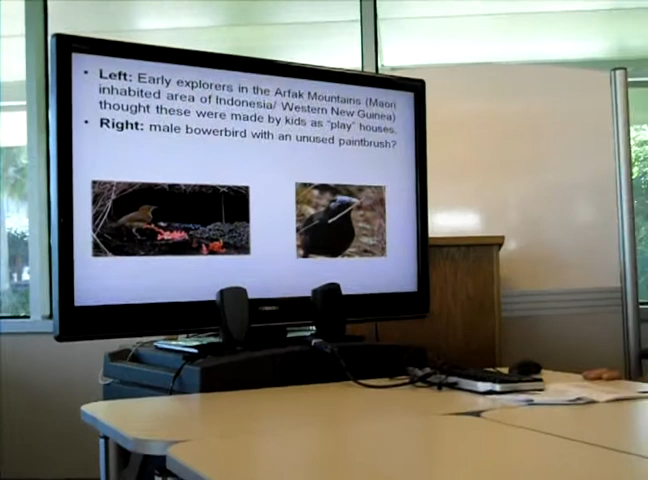 • Left: Early explorers in the Arfak Mountains (Maori
inhabited area of Indonesia/ Western New Guinea)
thought these were made by kids as "play" houses.
• Right: male bowerbird with an unused paintbrush?